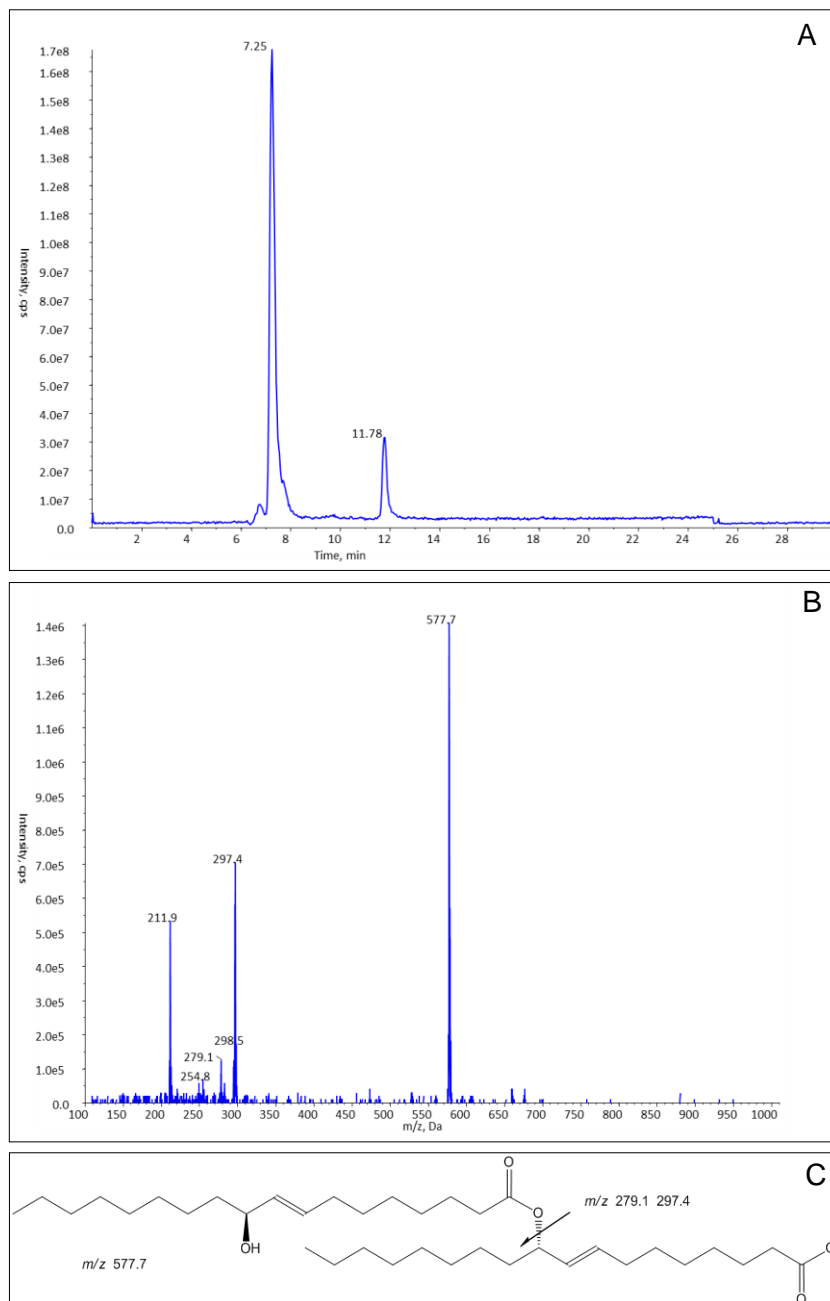 A
7.25
1.7e8
1.6e8
1.5e8
1.4e8
1.3e8
1.2e8
1.1e8
1.0e8
9.0e7
8.0e7
7.0e7
6.0e7
5.0e7
4.0e7
3.0e7
2.0e7
1.0e7
0.0
Intensity, cps
11.78
2 4 6 8 10 12 14 16 18 20 22 24 26 28
Time, min
B
577.7
1.4e6
1.3e6
1.2e6
1.1e6
1.0e6
9.0e5
8.0e5
7.0e5
6.0e5
5.0e5
4.0e5
3.0e5
2.0e5
1.0e5
0.0
Intensity, cps
297.4
211.9
298.5
279.1
254.8
100 150 200 250 300 350 400 450 500 550 600 650 700 750 800 850 900 950 1000
m/z, Da
C
O
O
m/z 279.1 297.4
OH
m/z 577.7
O
O